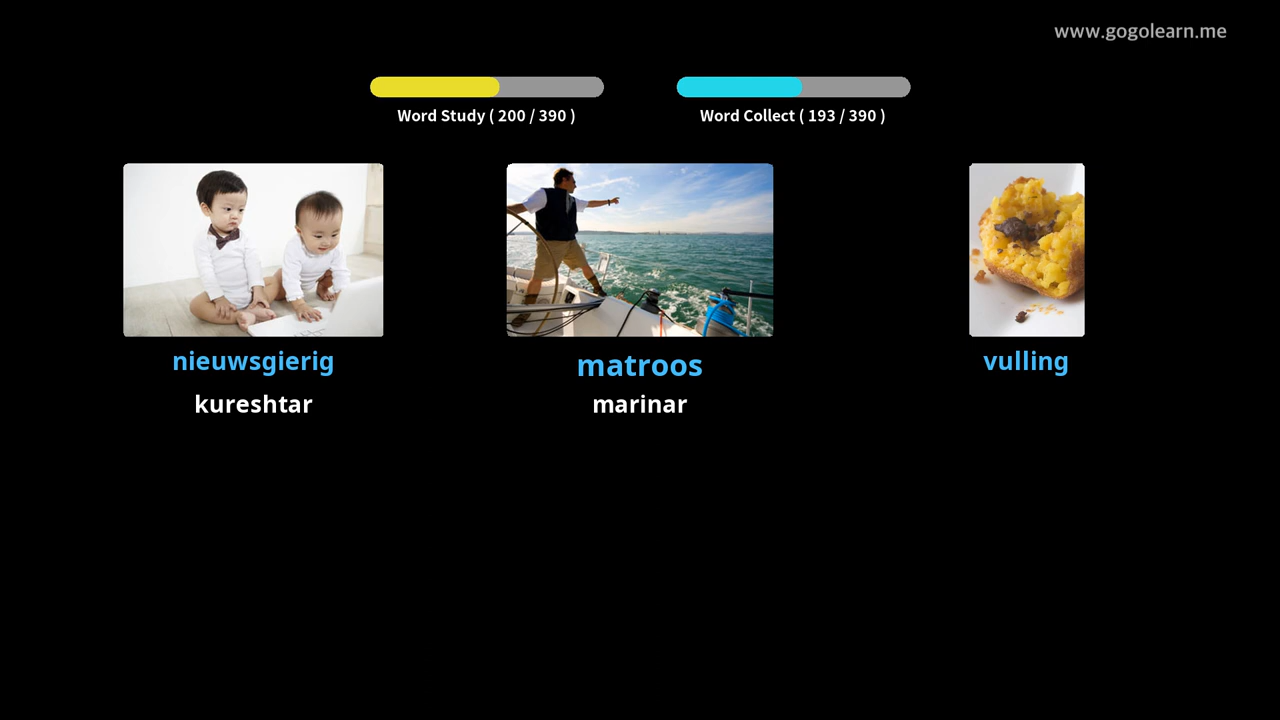 www.gogolearn.me
Word Study ( 200 / 390 )
Word Collect ( 193 / 390 )
nieuwsgierig
matroos
vulling
kureshtar
marinar